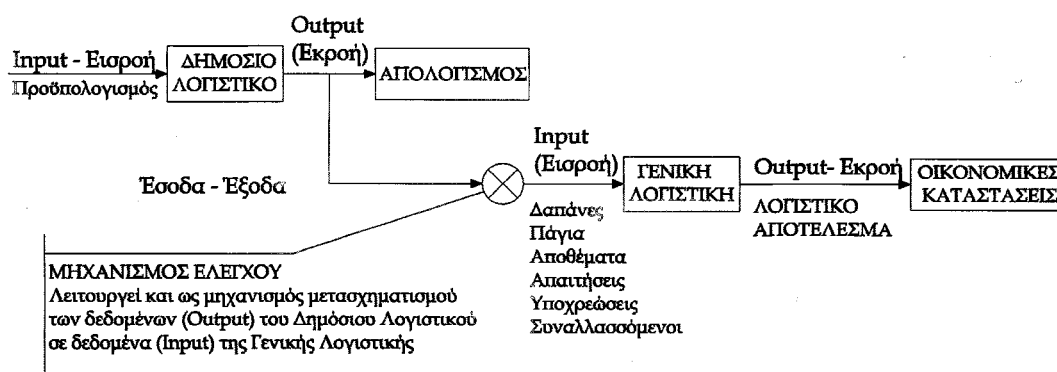 Input - Εισροή
Προϋπολογισμός
ΔΗΜΟΣΙΟ
ΛΟΓΙΣΤΙΚΟ
Output
(Εκροή)
ΑΠΟΛΟΓΙΣΜΟΣ
Έσοδα - Έξοδα
Input
(Εισροή)
Δαπάνες
Πάγια
Αποθέματα
Απαιτήσεις
Υποχρεώσεις
Συναλλασσόμενοι
ΓΕΝΙΚΗ
ΛΟΓΙΣΤΙΚΗ
Output- Εκροή
ΛΟΓΙΣΤΙΚΟ
ΑΠΟΤΕΛΕΣΜΑ
ΟΙΚΟΝΟΜΙΚΕΣ
ΚΑΤΑΣΤΑΣΕΙΣ
ΜΗΧΑΝΙΣΜΟΣ ΕΛΕΓΧΟΥ
Λειτουργεί και ως μηχανισμός μετασχηματισμού
των δεδομένων (Output) του Δημόσιου Λογιστικού
σε δεδομένα (Input) της Γενικής Λογιστικής